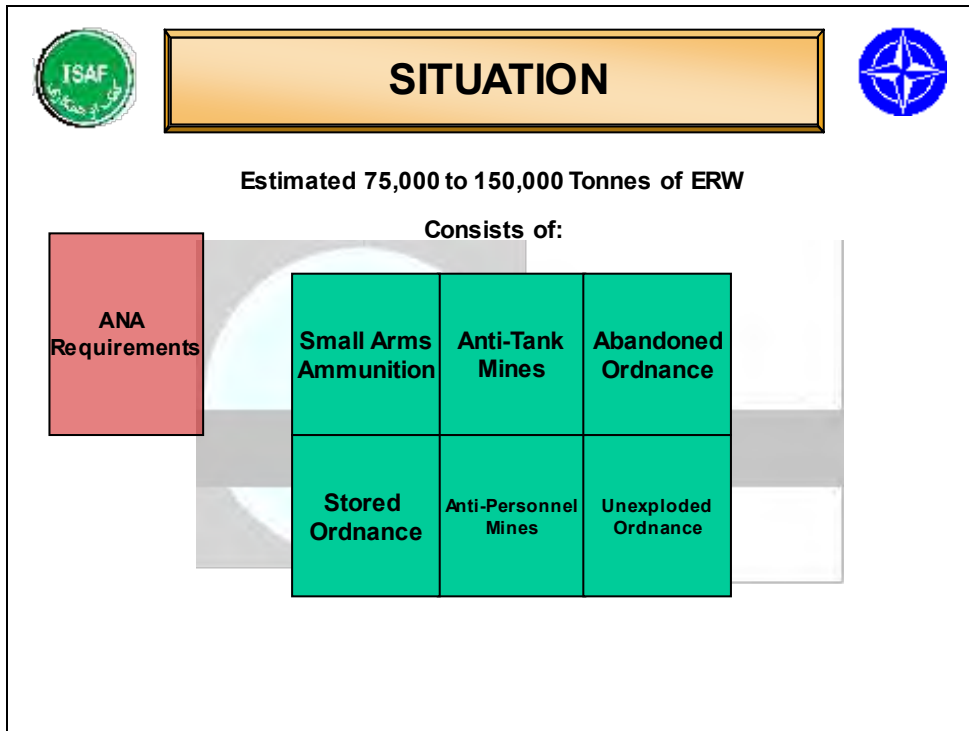 ISAF
SITUATION
Estimated 75,000 to 150,000 Tonnes of ERW
Consists of:
ANA
Requirements
Small Arms
Ammunition
Anti-Tank
Mines
Abandoned
Ordnance
Stored
Ordnance
Anti-Personnel
Mines
Unexploded
Ordnance